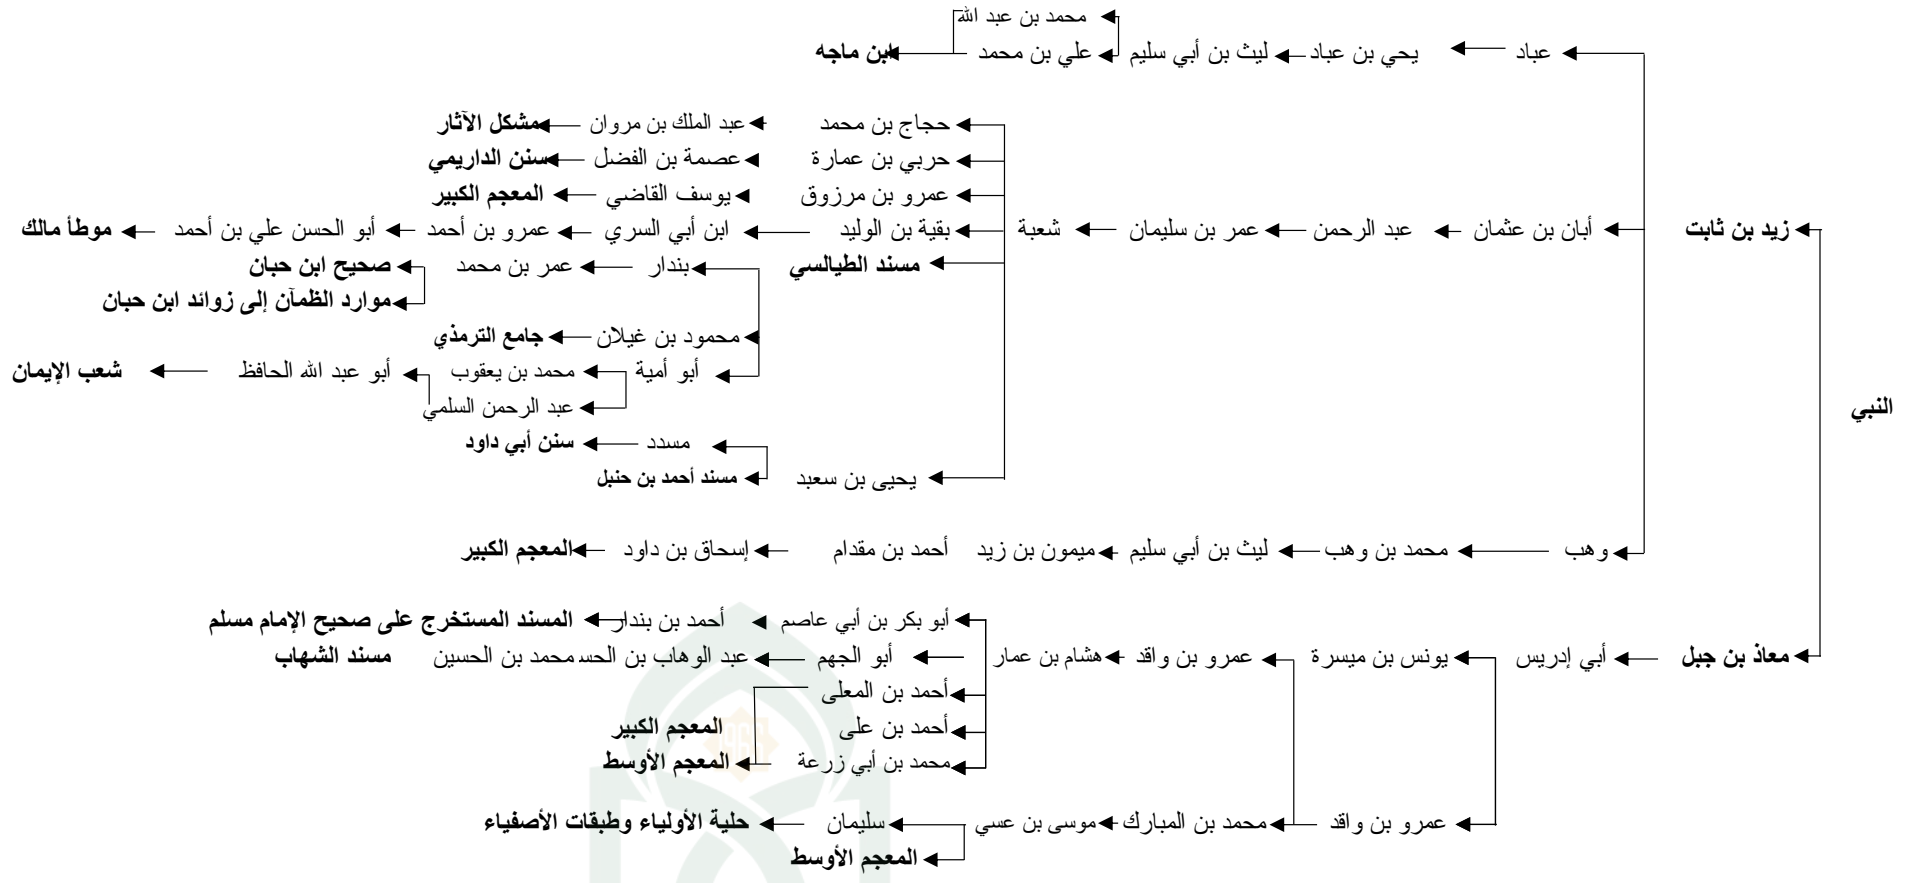 محمد بن عبد الله
عباد يحي بن عباد ليث بن أبي سليم علي بن محمد ابن ماجه
حجاج بن محمد عبد الملك بن مروان مشكل الآثار
حربي بن عمارة عصمة بن الفضل سنن الداريمي
عمرو بن مرزوق يوسف القاضي المعجم الكبير
زيد بن ثابت أبان بن عثمان عبد الرحمن عمر بن سليمان شعبة بقية بن الوليد ابن أبي السري عمرو بن أحمد أبو الحسن علي بن أحمد موطأ مالك
مسند الطيالسي بندار عمر بن محمد صحيح ابن حبان
موارد الظمآن إلى زوائد ابن حبان
محمود بن غيلان جامع الترمذي
أبو أمية محمد بن يعقوب أبو عبد الله الحافظ شعب الإيمان
عبد الرحمن السلمي
النبي
مسدد سنن أبي داود
يحيى بن سعبد مسند أحمد بن حنبل
وهب محمد بن وهب ليث بن أبي سليم ميمون بن زيد أحمد بن مقدام إسحاق بن داود المعجم الكبير
أبو بكر بن أبي عاصم أحمد بن بندار المسند المستخرج على صحيح الإمام مسلم
معاذ بن جبل أبي إدريس يونس بن ميسرة عمرو بن واقد هشام بن عمار أبو الجهم عبد الوهاب بن الحس محمد بن الحسين مسند الشهاب
أحمد بن المعلى
أحمد بن على المعجم الكبير
محمد بن أبي زرعة المعجم الأوسط
عمرو بن واقد محمد بن المبارك موسى بن عسي سليمان حلية الأولياء وطبقات الأصفياء
المعجم الأوسط